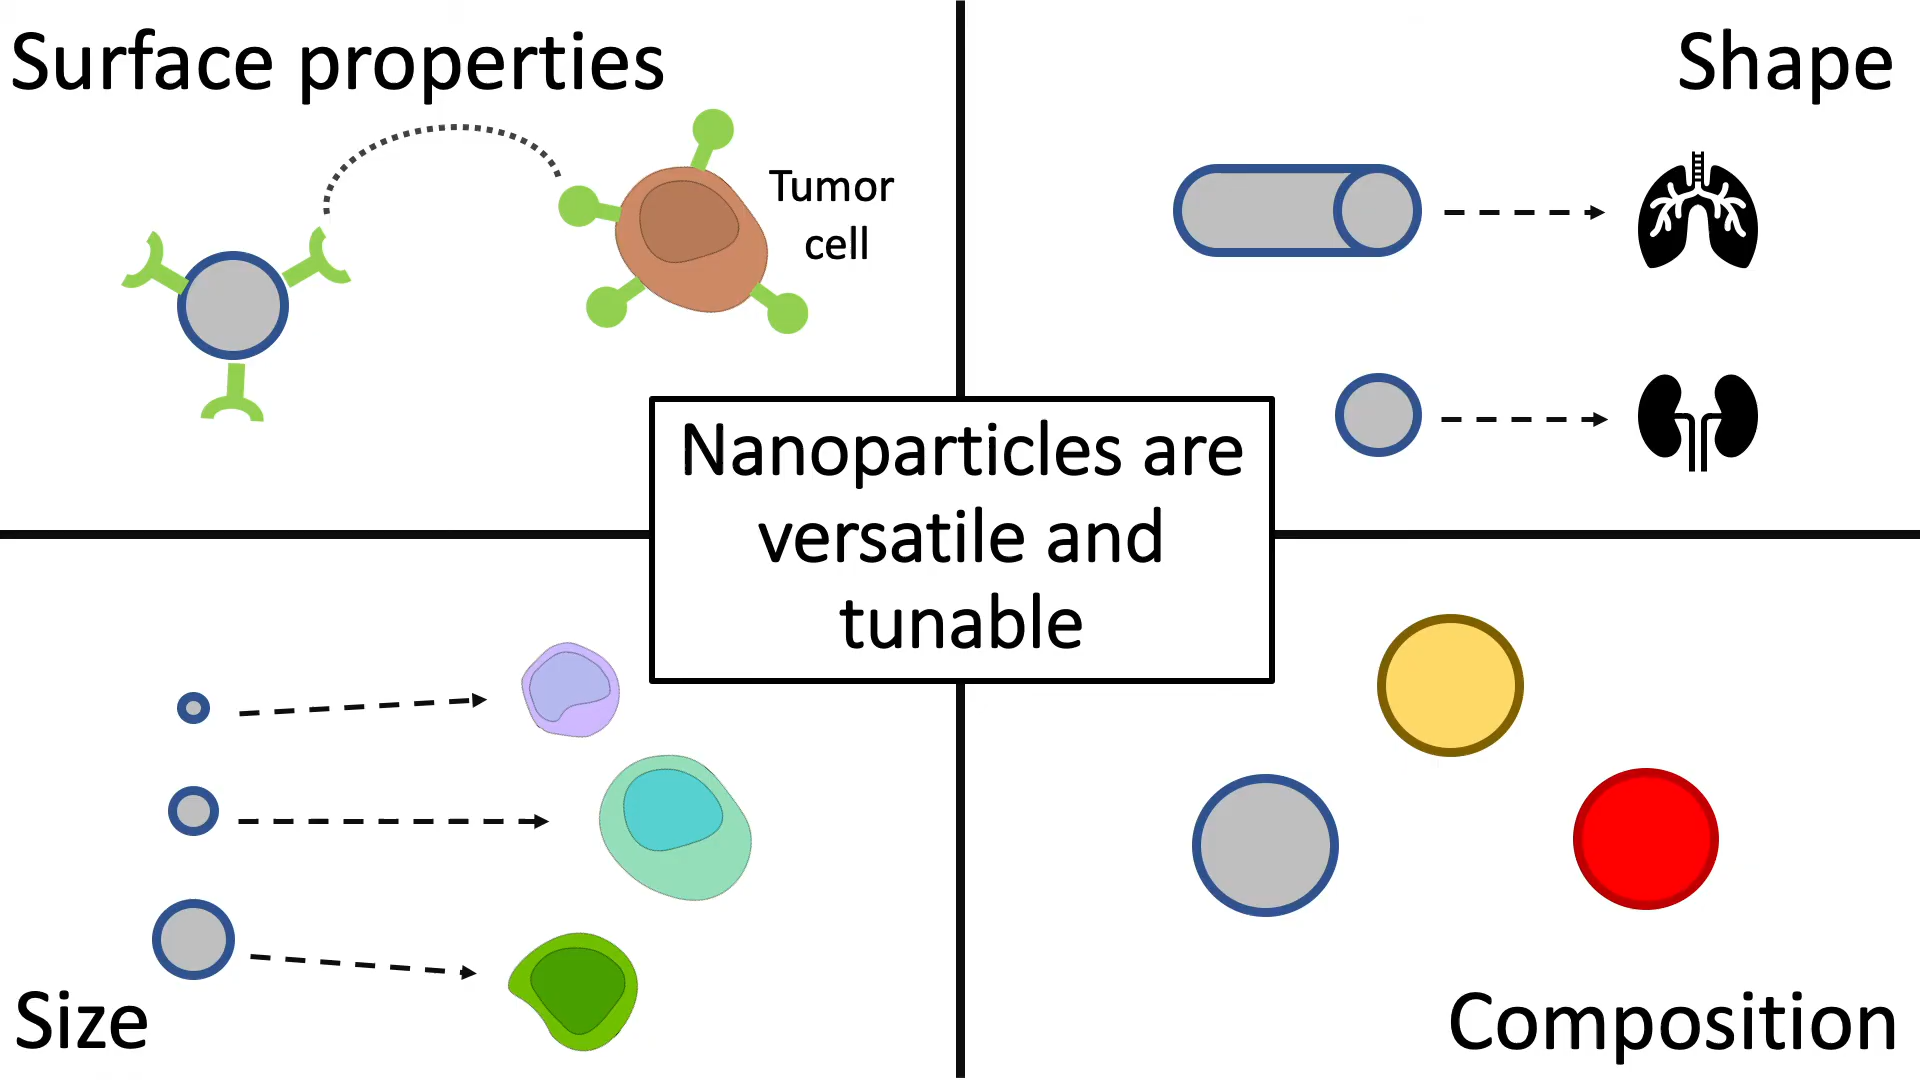 Surface properties
Tumor
cell
Shape
Nanoparticles are
versatile and
tunable
Size
Composition